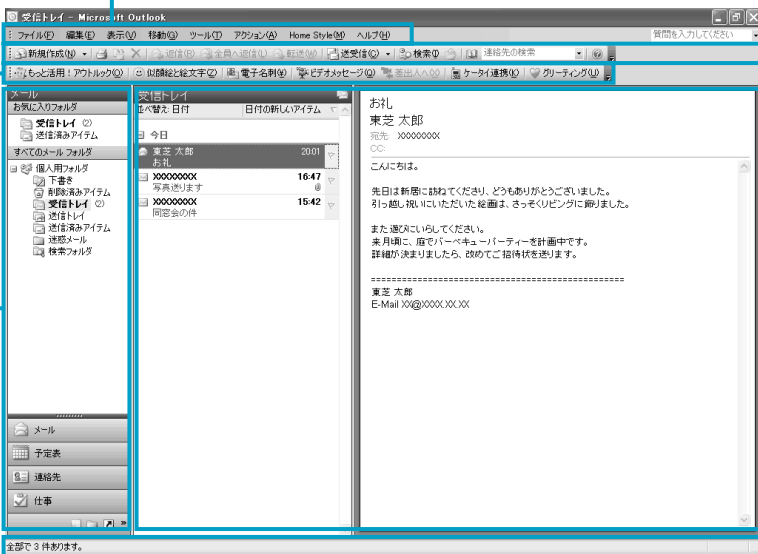 受信トレイ - Microsoft Outlook
ファイル(F) 編集(E) 表示(V) 移動(G) ツール(T) アクション(A) Home Style(M) ヘルプ(H) 質問を入力してください
新規作成(N) 返信(R) 全員へ返信(L) 転送(W) 送受信(C) 検索(I) 連絡先の検索
もっと活用！アウトルック(Q) 似顔絵と絵文字(Z) 電子名刺(¥) ビデオメッセージ(Q) 差出人へ(X) ケータイ連携(K) グリーティング(U)
メール
お気に入りフォルダ
受信トレイ (2)
送信済みアイテム
すべてのメール フォルダ
個人用フォルダ
下書き
削除済みアイテム
受信トレイ (2)
送信トレイ
送信済みアイテム
迷惑メール
検索フォルダ
メール
予定表
連絡先
仕事
受信トレイ
並べ替え: 日付 日付の新しいアイテム
今日
東芝 太郎 20:01
お礼
XXXXXXXX 16:47
写真送ります
XXXXXXXX 15:42
同窓会の件
お礼
東芝 太郎
宛先: XXXXXXXX
CC:
こんにちは。
先日は新居に訪ねてくださり、どうもありがとうございました。
引っ越し祝いにいただいた絵画は、さっそくリビングに飾りました。
また遊びにいらしてください。
来月頃に、庭でバーベキューパーティーを計画中です。
詳細が決まりましたら、改めてご招待状を送ります。
================================================
東芝 太郎
E-Mail XX@XXXX.XX.XX
全部で 3 件あります。